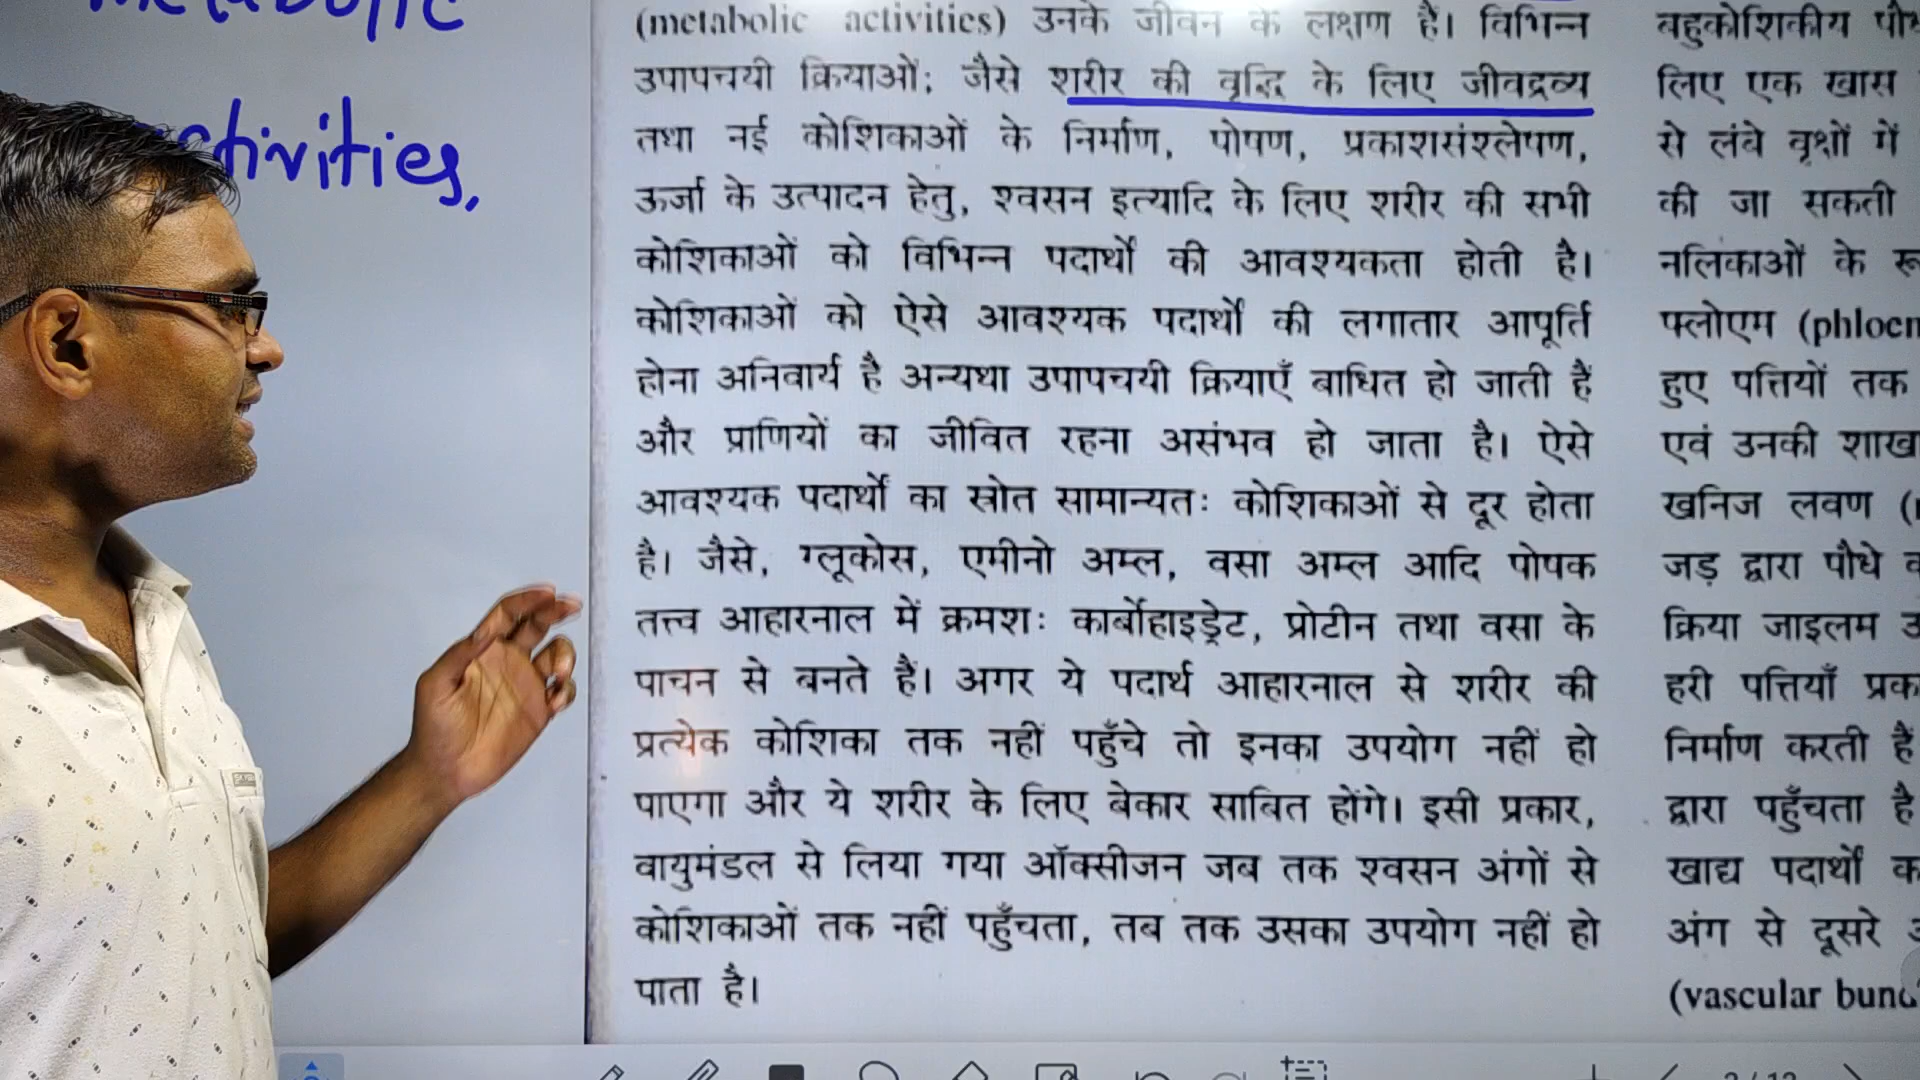 metabolic
activities,
(metabolic activities) उनके जीवन के लक्षण हैं। विभिन्न
उपापचयी क्रियाओं; जैसे शरीर की वृद्धि के लिए जीवद्रव्य
तथा नई कोशिकाओं के निर्माण, पोषण, प्रकाशसंश्लेषण,
ऊर्जा के उत्पादन हेतु, श्वसन इत्यादि के लिए शरीर की सभी
कोशिकाओं को विभिन्न पदार्थों की आवश्यकता होती है।
कोशिकाओं को ऐसे आवश्यक पदार्थों की लगातार आपूर्ति
होना अनिवार्य है अन्यथा उपापचयी क्रियाएँ बाधित हो जाती हैं
और प्राणियों का जीवित रहना असंभव हो जाता है। ऐसे
आवश्यक पदार्थों का स्रोत सामान्यतः कोशिकाओं से दूर होता
है। जैसे, ग्लूकोस, एमीनो अम्ल, वसा अम्ल आदि पोषक
तत्त्व आहारनाल में क्रमशः कार्बोहाइड्रेट, प्रोटीन तथा वसा के
पाचन से बनते हैं। अगर ये पदार्थ आहारनाल से शरीर की
प्रत्येक कोशिका तक नहीं पहुँचे तो इनका उपयोग नहीं हो
पाएगा और ये शरीर के लिए बेकार साबित होंगे। इसी प्रकार,
वायुमंडल से लिया गया ऑक्सीजन जब तक श्वसन अंगों से
कोशिकाओं तक नहीं पहुँचता, तब तक उसका उपयोग नहीं हो
पाता है।
बहुकोशिकीय
लिए एक खास
से लंबे वृक्षों में
की जा सकती
नलिकाओं के
फ्लोएम
हुए पत्तियों तक
एवं उनकी
खनिज लवण
जड़ द्वारा पौधे
क्रिया जाइलम
हरी पत्तियाँ
निर्माण करती हैं
द्वारा पहुँचता है
खाद्य पदार्थों
अंग से दूसरे
(vascular